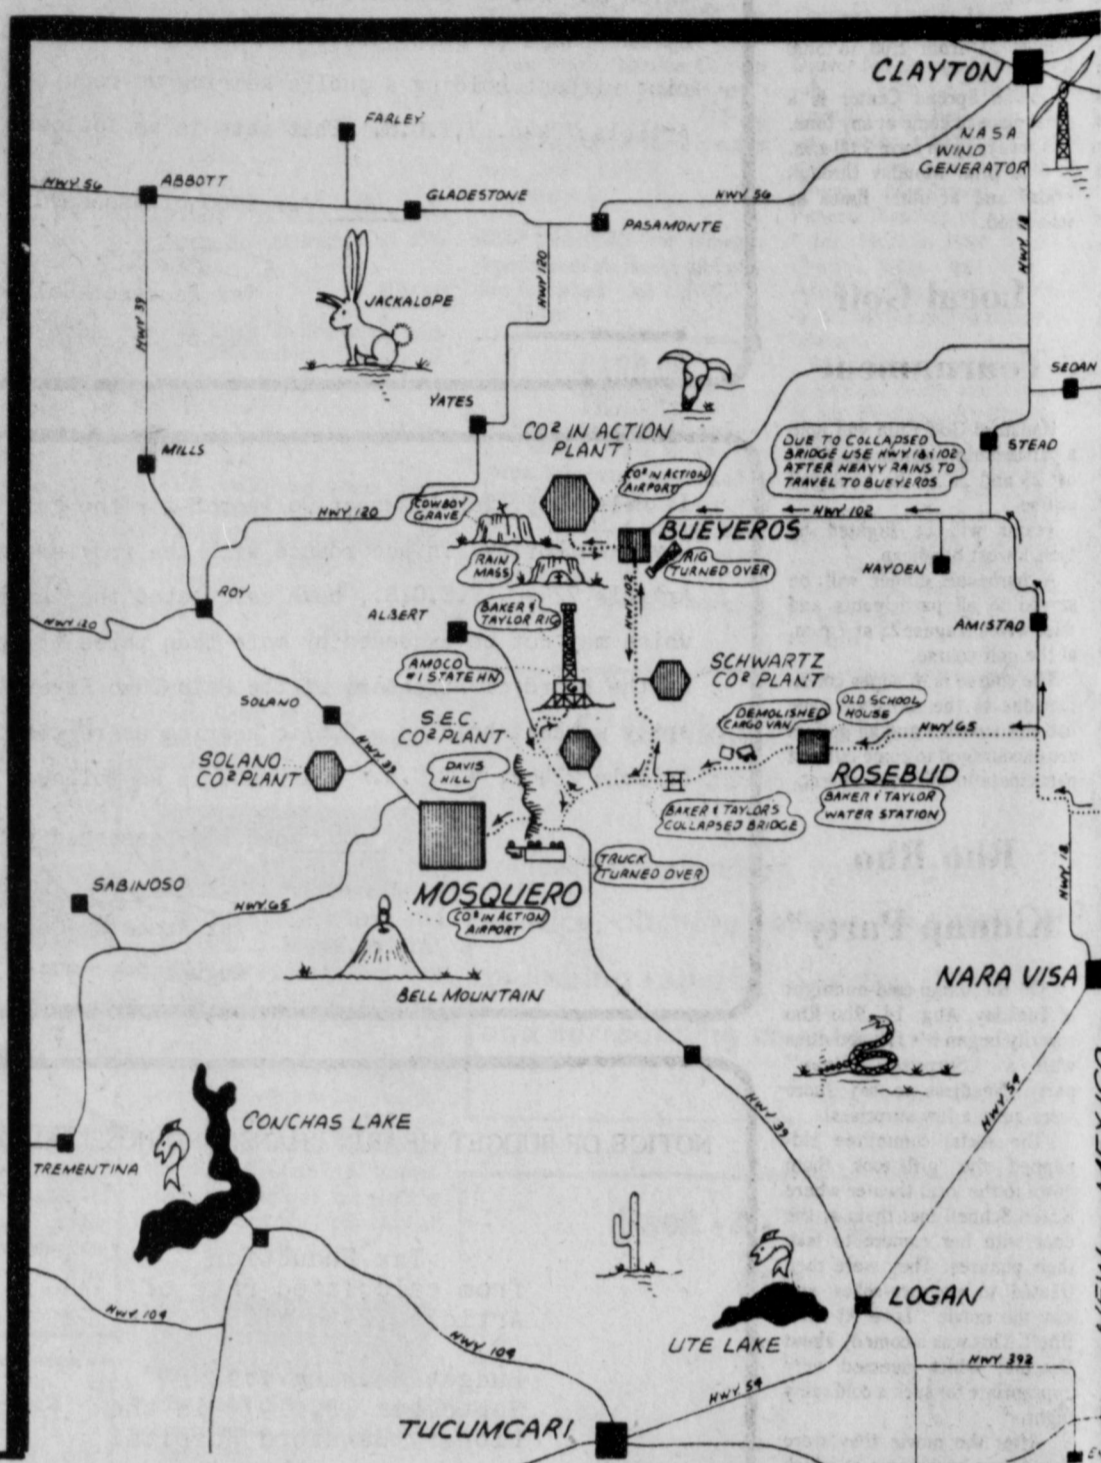 CLAYTON
NASA
WIND
GENERATOR
FARLEY
HWY 56
ABBOTT
GLADESTONE
HWY 56
PASAMONTE
HWY 18
HWY 120
HWY 39
JACKALOPE
SEDAN
YATES
CO² IN ACTION
PLANT
STEAD
DUE TO COLLAPSED
BRIDGE USE HWY 18 & 102
AFTER HEAVY RAINS TO
TRAVEL TO BUEYEROS
MILLS
CO² IN ACTION
AIRPORT
COWBOY
GRAVE
HWY 120
HWY 102
BUEYEROS
RAIN
MASS
RIG
TURNED OVER
HAYDEN
HWY 102
ROY
HWY 120
ALBERT
BAKER &
TAYLOR RIG
AMISTAD
AMOCO
#1 STATE HN
SCHWARTZ
CO² PLANT
SOLANO
S.E.C
CO² PLANT
DEMOLISHED
CARGO VAN
OLD SCHOOL
HOUSE
HWY 65
SOLANO
CO² PLANT
HWY 39
DAVIS
HILL
ROSEBUD
BAKER & TAYLOR
WATER STATION
BAKER & TAYLORS
COLLAPSED BRIDGE
TRUCK
TURNED OVER
HWY 18
SABINOSO
HWY 65
MOSQUERO
CO² IN ACTION
AIRPORT
BELL MOUNTAIN
NARA VISA
CONCHAS LAKE
HWY 39
HWY 54
TREMENTINA
NEW MEXICO
LOGAN
UTE LAKE
HWY 104
HWY 104
HWY 392
HWY 54
TUCUMCARI